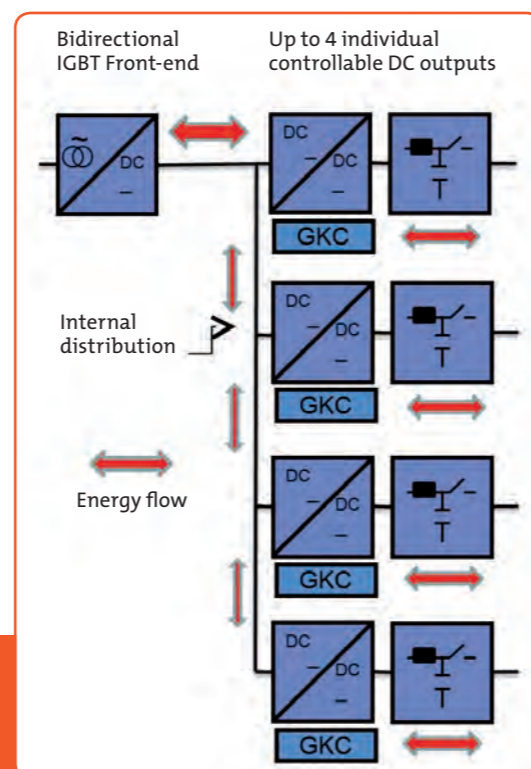 Bidirectional
IGBT Front-end
Up to 4 individual
controllable DC outputs
~
DC
–
DC
–
–
DC
GKC
Internal
distribution
DC
–
–
DC
GKC
Energy flow
DC
–
–
DC
GKC
DC
–
–
DC
GKC